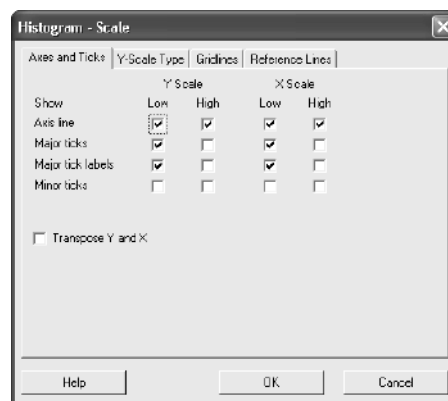 Histogram - Scale
Axes and Ticks Y-Scale Type Gridlines Reference Lines
Y Scale X Scale
Show Low High Low High
Axis line
Major ticks
Major tick labels
Minor ticks
Transpose Y and X
Help OK Cancel